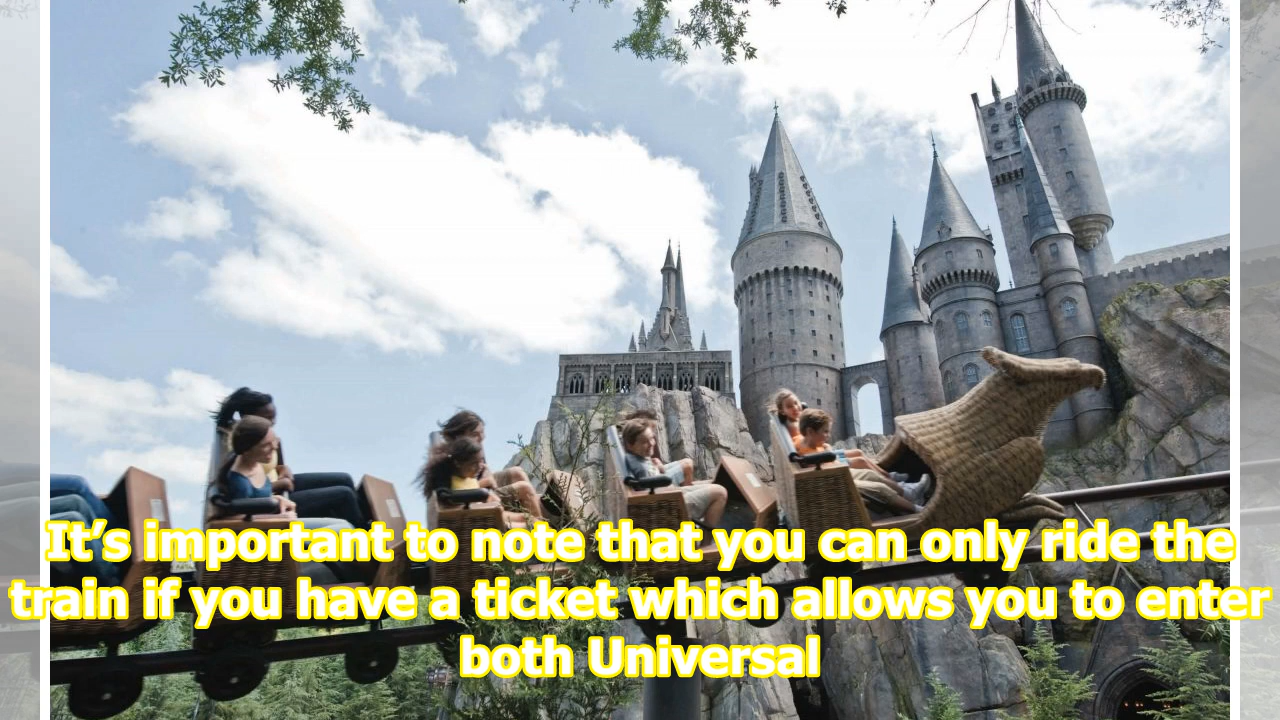 It’s important to note that you can only ride the
train if you have a ticket which allows you to enter
both Universal